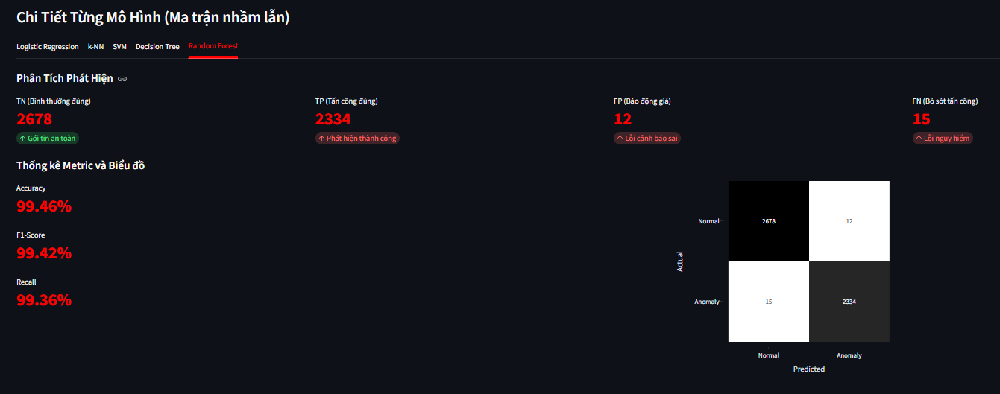 Chi Tiết Từng Mô Hình (Ma trận nhầm lẫn)
Logistic Regression k-NN SVM Decision Tree Random Forest
Phân Tích Phát Hiện
TN (Bình thường đúng) TP (Tấn công đúng) FP (Báo động giả) FN (Bỏ sót tấn công)
2678 2334 12 15
↑ Gói tin an toàn ↑ Phát hiện thành công ↑ Lỗi cảnh báo sai ↑ Lỗi nguy hiểm
Thống kê Metric và Biểu đồ
Accuracy
99.46%
F1-Score
99.42%
Recall
99.36%
Normal 2678 12
Actual
Anomaly 15 2334
Normal Anomaly
Predicted